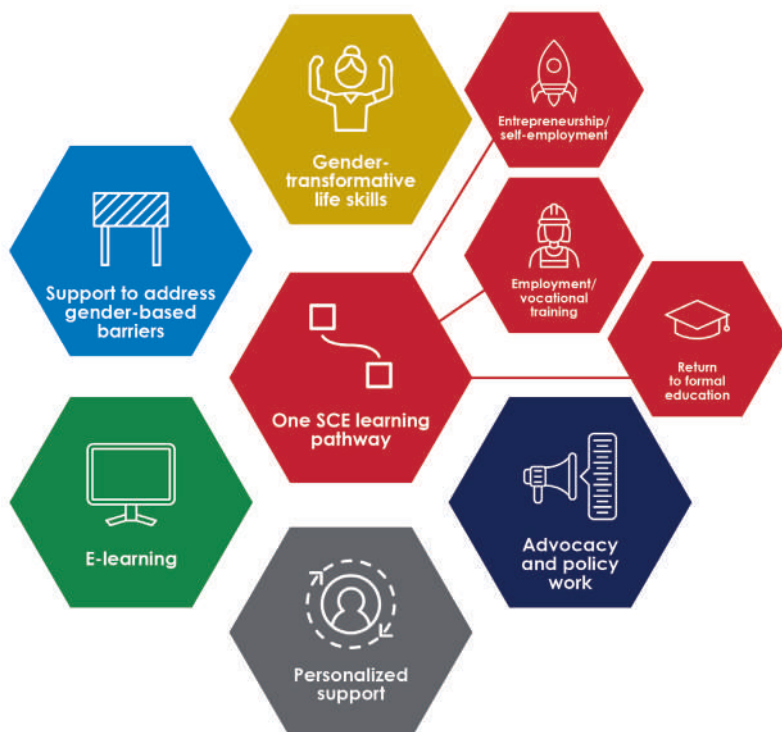 Gender-
transformative
life skills
Entrepreneurship/
self-employment
Support to address
gender-based
barriers
Employment/
vocational
training
One SCE learning
pathway
Return
to formal
education
E-learning
Advocacy
and policy
work
Personalized
support